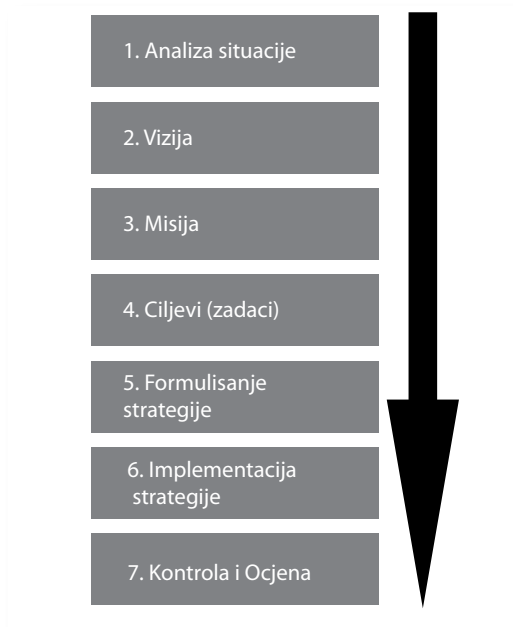 1. Analiza situacije
2. Vizija
3. Misija
4. Ciljevi (zadaci)
5. Formulisanje
strategije
6. Implementacija
strategije
7. Kontrola i Ocjena